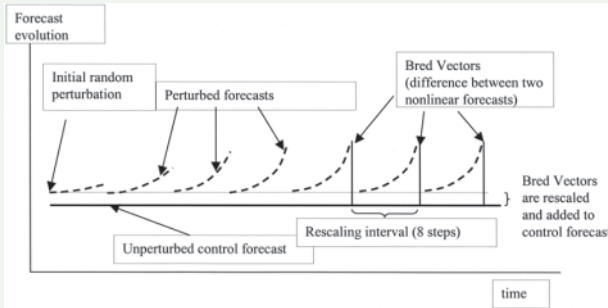 Forecast
evolution
Initial random
perturbation
Perturbed forecasts
Bred Vectors
(difference between two
nonlinear forecasts)
Bred Vectors
are rescaled
and added to
control forecast
Unperturbed control forecast
Rescaling interval (8 steps)
time